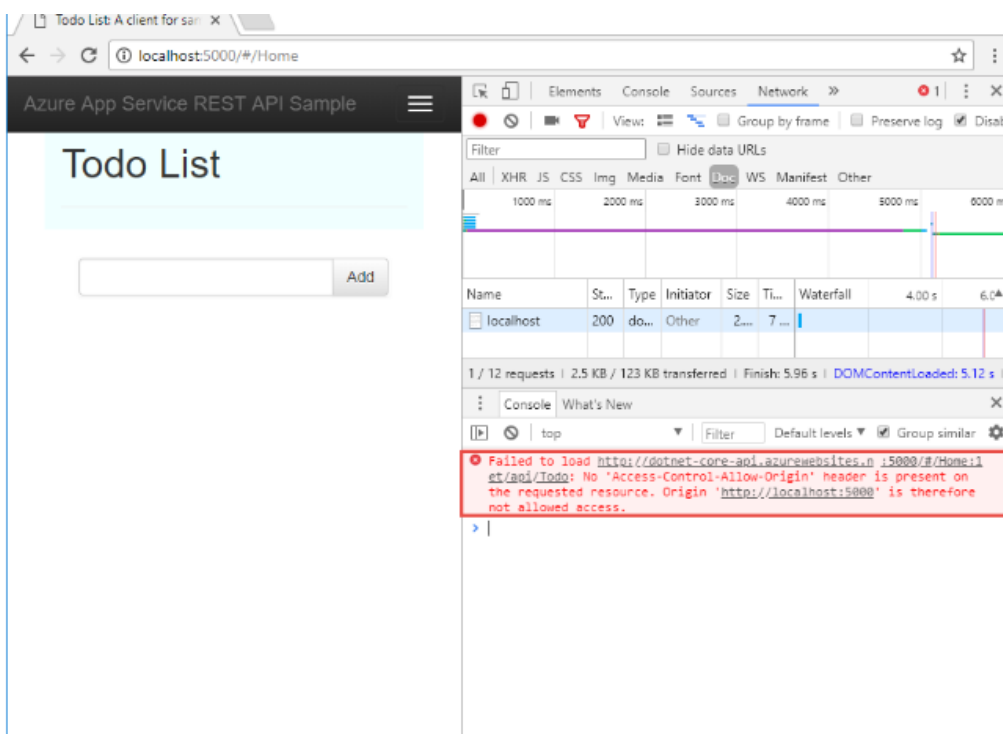 Todo List: A client for sam
localhost:5000/#/Home
Azure App Service REST API Sample
Todo List
Add
Elements Console Sources Network » 1
View: Group by frame Preserve log Disab
Filter Hide data URLs
All XHR JS CSS Img Media Font Doc WS Manifest Other
1000 ms 2000 ms 3000 ms 4000 ms 5000 ms 6000 m
Name St... Type Initiator Size Ti... Waterfall 4.00 s 6.0
localhost 200 do... Other 2.... 7 ...
1 / 12 requests | 2.5 KB / 123 KB transferred | Finish: 5.96 s | DOMContentLoaded: 5.12 s |
Console What's New
top Filter Default levels Group similar
Failed to load http://dotnet-core-api.azurewebsites.n :5000/#/Home:1
et/api/Todo: No 'Access-Control-Allow-Origin' header is present on
the requested resource. Origin 'http://localhost:5000' is therefore
not allowed access.